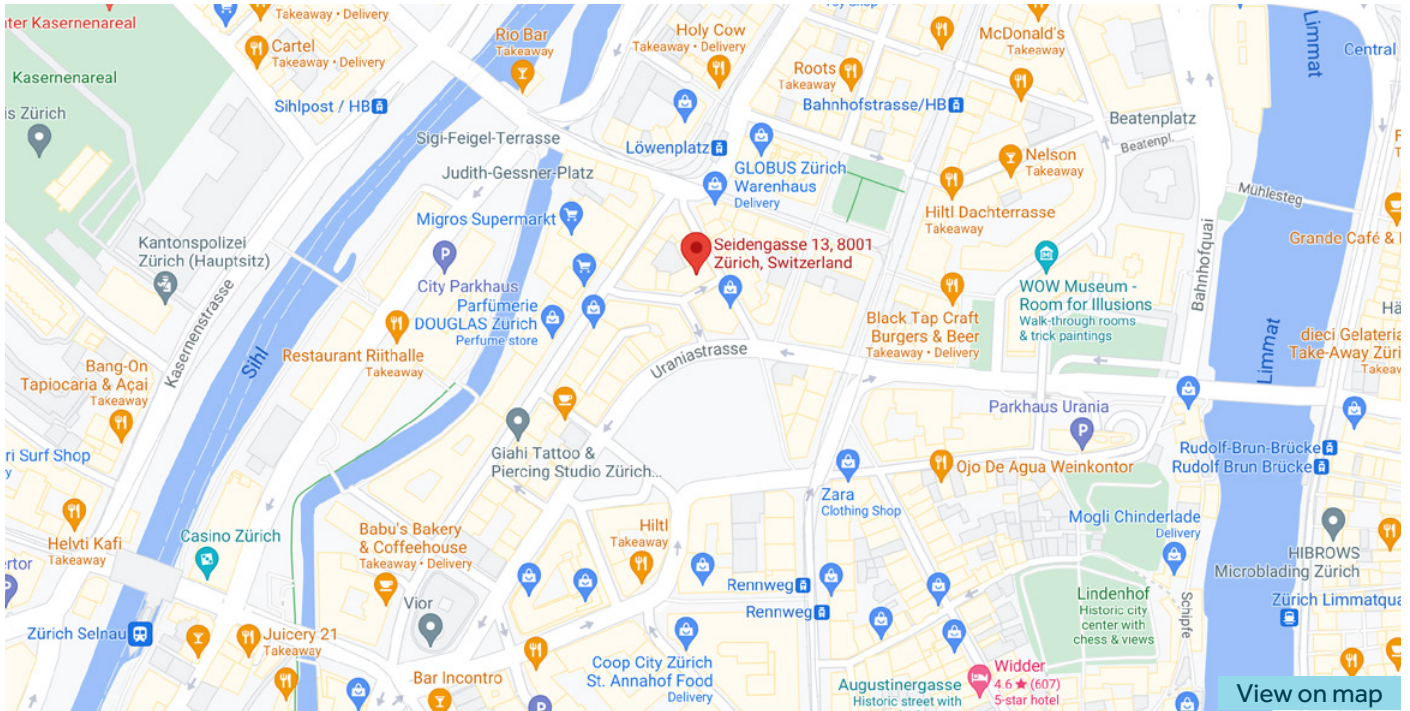 nter Kasernenareal
Cartel
Takeaway • Delivery
Rio Bar
Takeaway
Holy Cow
Takeaway • Delivery
McDonald's
Takeaway
Limmat
Central
Kasernenareal
Roots
Takeaway
Sihlpost / HB
Bahnhofstrasse/HB
is Zürich
Sigi-Feigel-Terrasse
Beatenplatz
Beatenpl.
Löwenplatz
Nelson
Takeaway
Judith-Gessner-Platz
GLOBUS Zürich
Warenhaus
Delivery
Mühlesteg
Migros Supermarkt
Hiltl Dachterrasse
Takeaway
Grande Café &
Kantonspolizei
Zürich (Hauptsitz)
Seidengasse 13, 8001
Zürich, Switzerland
City Parkhaus
Bahnhofquai
WOW Museum -
Room for Illusions
Walk-through rooms
& trick paintings
Parfümerie
DOUGLAS Zürich
Perfume store
Black Tap Craft
Burgers & Beer
Takeaway • Delivery
Hä
Kasernenstrasse
Sihl
Limmat
dieci Gelateria
Take-Away Züri
Takeaw
Restaurant Riithalle
Takeaway
Uraniastrasse
Bang-On
Tapiocaria & Açai
Takeaway
Parkhaus Urania
ri Surf Shop
y
Giahi Tattoo &
Piercing Studio Zürich...
Rudolf-Brun-Brücke
Rudolf Brun Brücke
Ojo De Agua Weinkontor
Zara
Clothing Shop
Mogli Chinderlade
Delivery
Helvti Kafi
Takeaway
Casino Zürich
Babu's Bakery
& Coffeehouse
Takeaway • Delivery
Hiltl
Takeaway
HIBROWS
Microblading Zürich
ertor
Rennweg
Rennweg
Lindenhof
Historic city
center with
chess & views
Schipfe
Vior
Zürich Limmatqua
Zürich Selnau
Juicery 21
Takeaway
Coop City Zürich
St. Annahof Food
Delivery
Bar Incontro
Widder
4.6 ★ (607)
5-star hotel
Augustinergasse
Historic street with
View on map